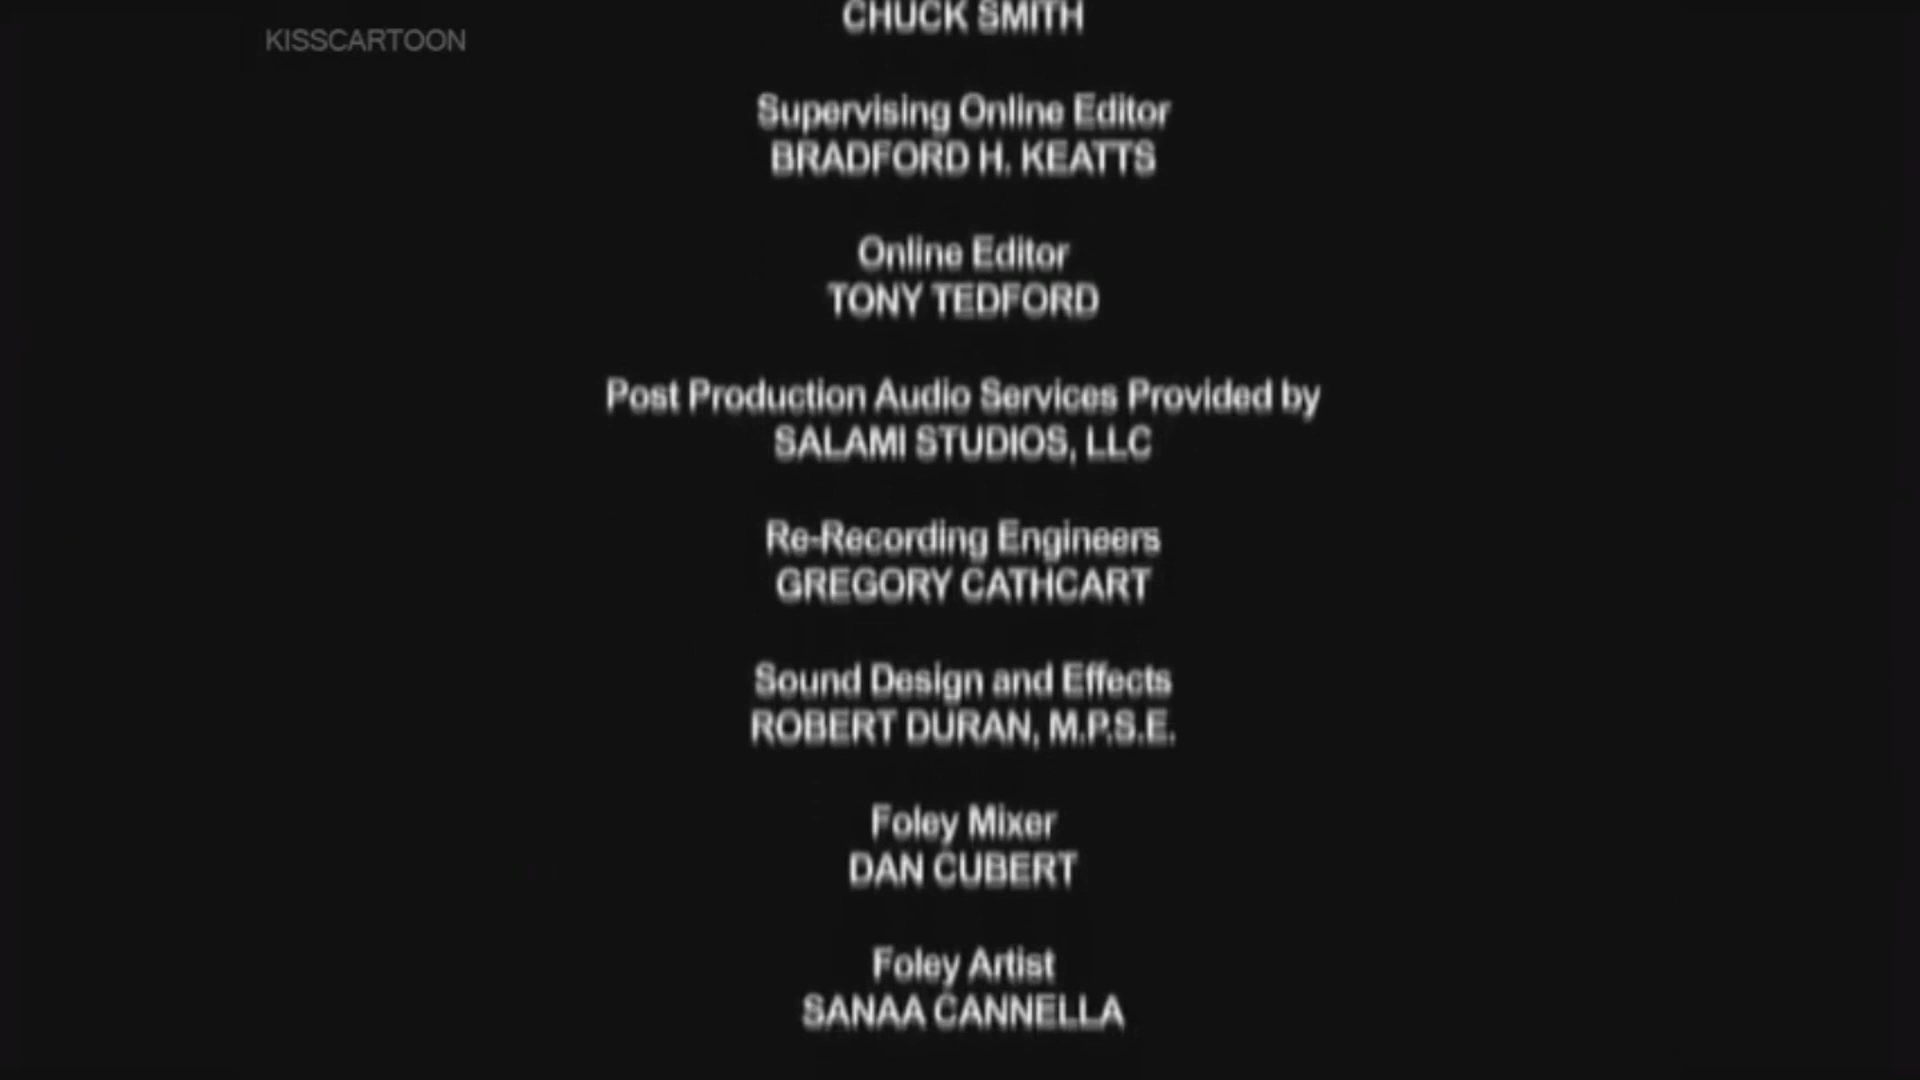 KISSCARTOON
CHUCK SMITH
Supervising Online Editor
BRADFORD H. KEATTS
Online Editor
TONY TEDFORD
Post Production Audio Services Provided by
SALAMI STUDIOS, LLC
Re-Recording Engineers
GREGORY CATHCART
Sound Design and Effects
ROBERT DURAN, M.P.S.E.
Foley Mixer
DAN CUBERT
Foley Artist
SANAA CANNELLA